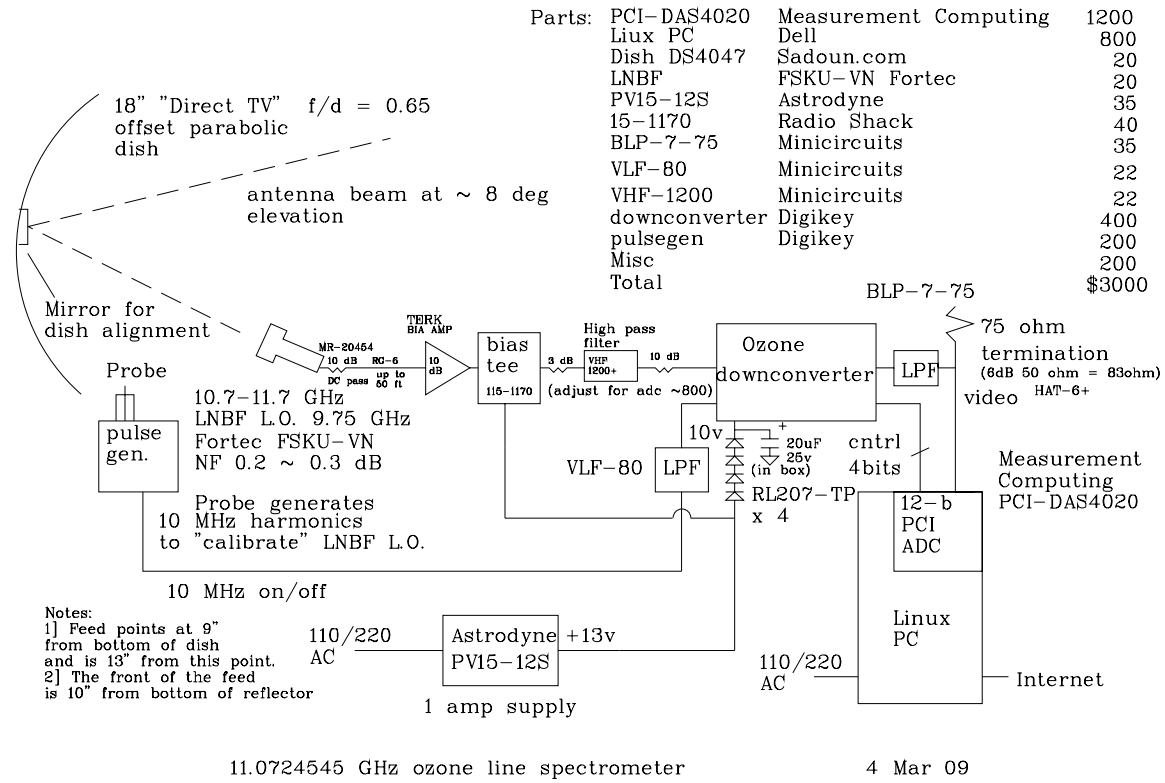 Parts: PCI-DAS4020 Measurement Computing 1200
Liux PC Dell 800
Dish DS4047 Sadoun.com 20
LNBF FSKU-VN Fortec 20
PV15-12S Astrodyne 35
15-1170 Radio Shack 40
BLP-7-75 Minicircuits 35
VLF-80 Minicircuits 22
VHF-1200 Minicircuits 22
downconverter Digikey 400
pulsegen Digikey 200
Misc 200
Total $3000
18" "Direct TV" f/d = 0.65
offset parabolic
dish
antenna beam at ~ 8 deg
elevation
Mirror for
dish alignment
MR-20454
10 dB
DC pass
RG-6
up to
50 ft
TERK
BIA AMP
10
dB
bias
tee
115-1170
3 dB
High pass
filter
VHF
1200+
10 dB
(adjust for adc ~800)
Ozone
downconverter
LPF
BLP-7-75
75 ohm
termination
(6dB 50 ohm = 83ohm)
video HAT-6+
Probe
pulse
gen.
10.7-11.7 GHz
LNBF L.O. 9.75 GHz
Fortec FSKU-VN
NF 0.2 ~ 0.3 dB
Probe generates
10 MHz harmonics
to "calibrate" LNBF L.O.
VLF-80
LPF
10v
+
20uF
25v
(in box)
RL207-TP
x 4
cntrl
4bits
Measurement
Computing
PCI-DAS4020
12-b
PCI
ADC
Linux
PC
10 MHz on/off
Notes:
1] Feed points at 9"
from bottom of dish
and is 13" from this point.
2] The front of the feed
is 10" from bottom of reflector
110/220
AC
Astrodyne
PV15-12S
+13v
1 amp supply
110/220
AC
Internet
11.0724545 GHz ozone line spectrometer 4 Mar 09